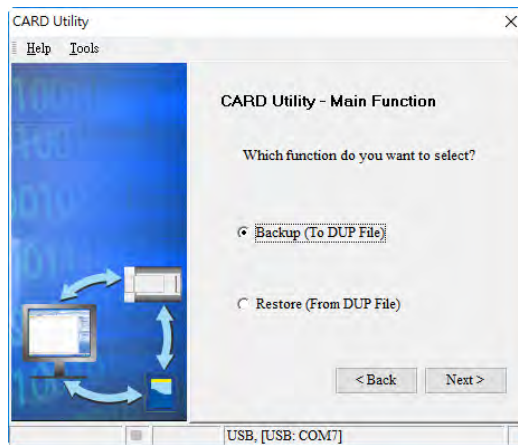 CARD Utility
Help Tools
CARD Utility - Main Function
Which function do you want to select?
Backup (To DUP File)
Restore (From DUP File)
< Back Next >
USB, [USB: COM7]